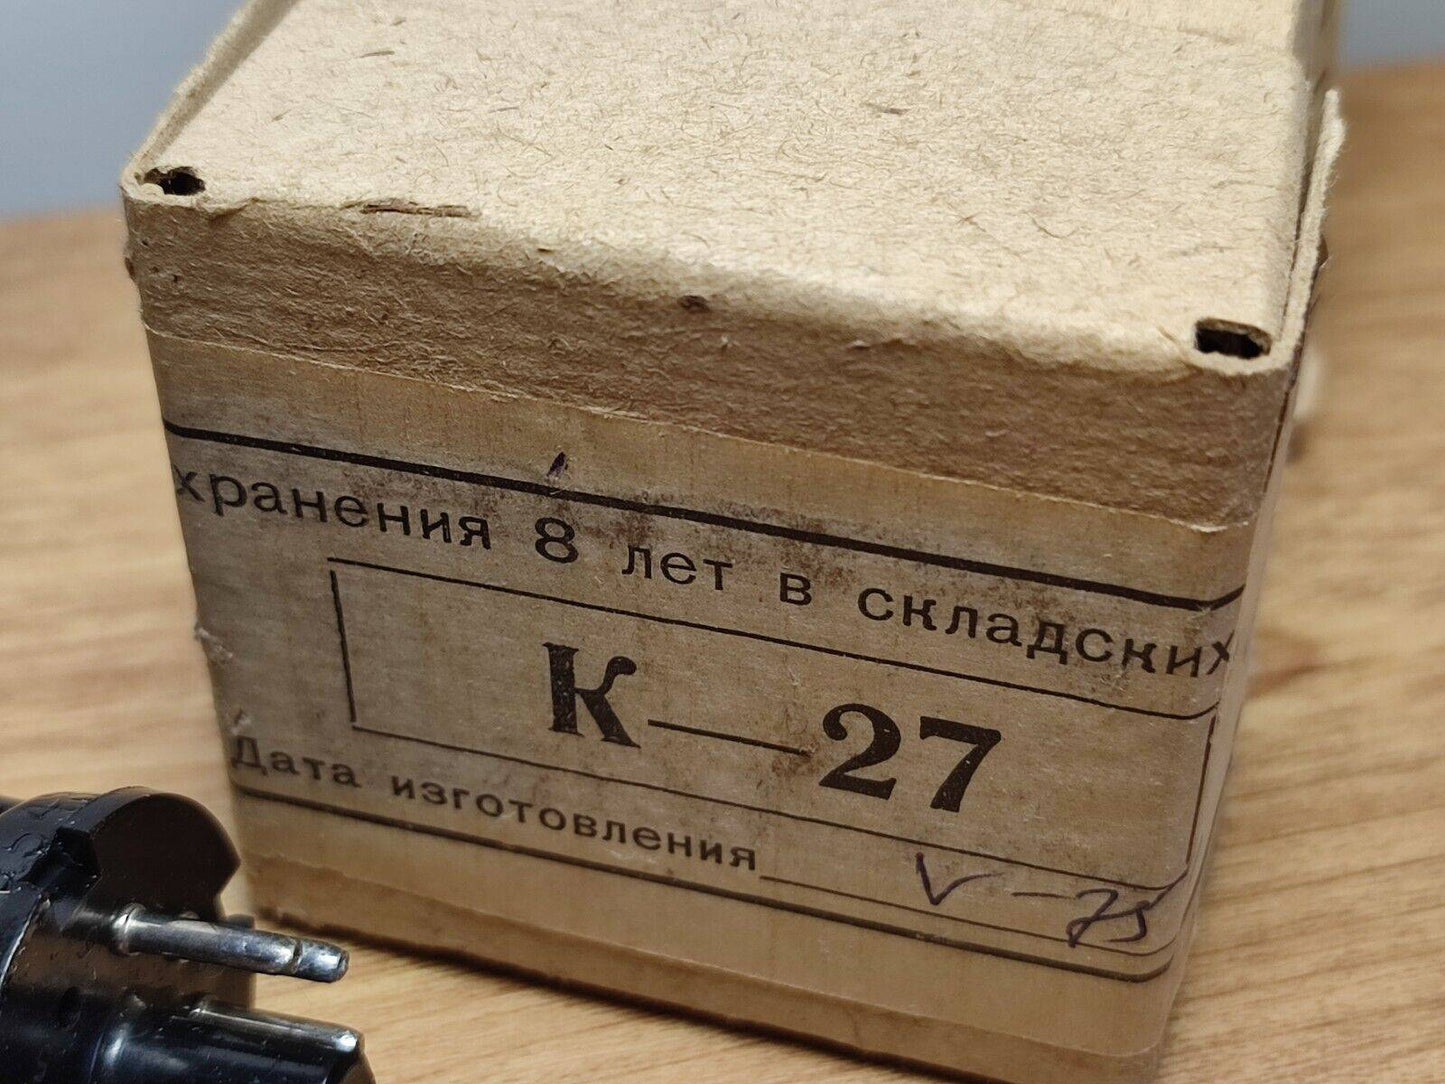 хранения 8 лет в складских
К—27
Дата изготовления V-75